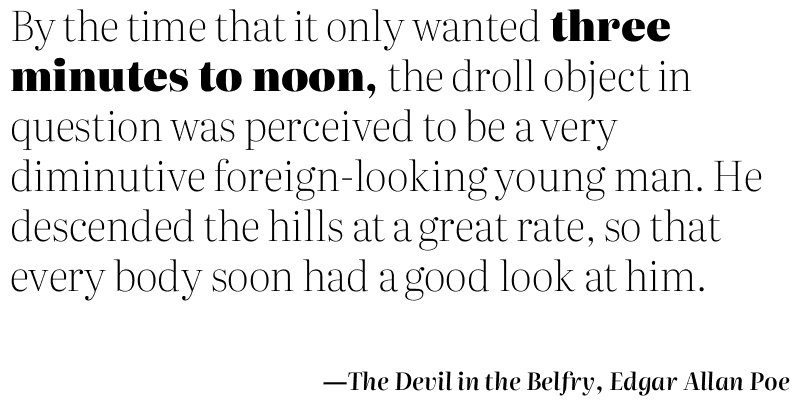 By the time that it only wanted three
minutes to noon, the droll object in
question was perceived to be a very
diminutive foreign-looking young man. He
descended the hills at a great rate, so that
every body soon had a good look at him.
—The Devil in the Belfry, Edgar Allan Poe